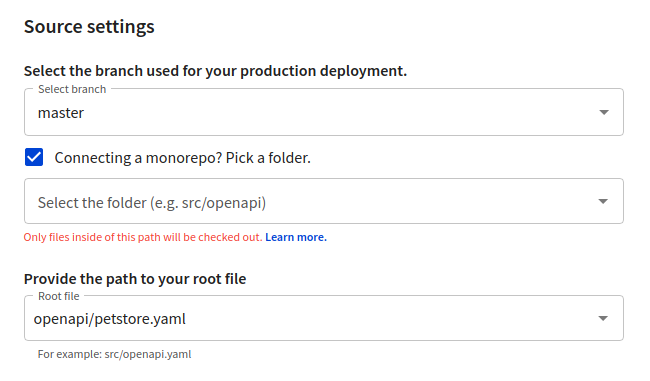 Source settings
Select the branch used for your production deployment.
Select branch
master
Connecting a monorepo? Pick a folder.
Select the folder (e.g. src/openapi)
Only files inside of this path will be checked out. Learn more.
Provide the path to your root file
Root file
openapi/petstore.yaml
For example: src/openapi.yaml